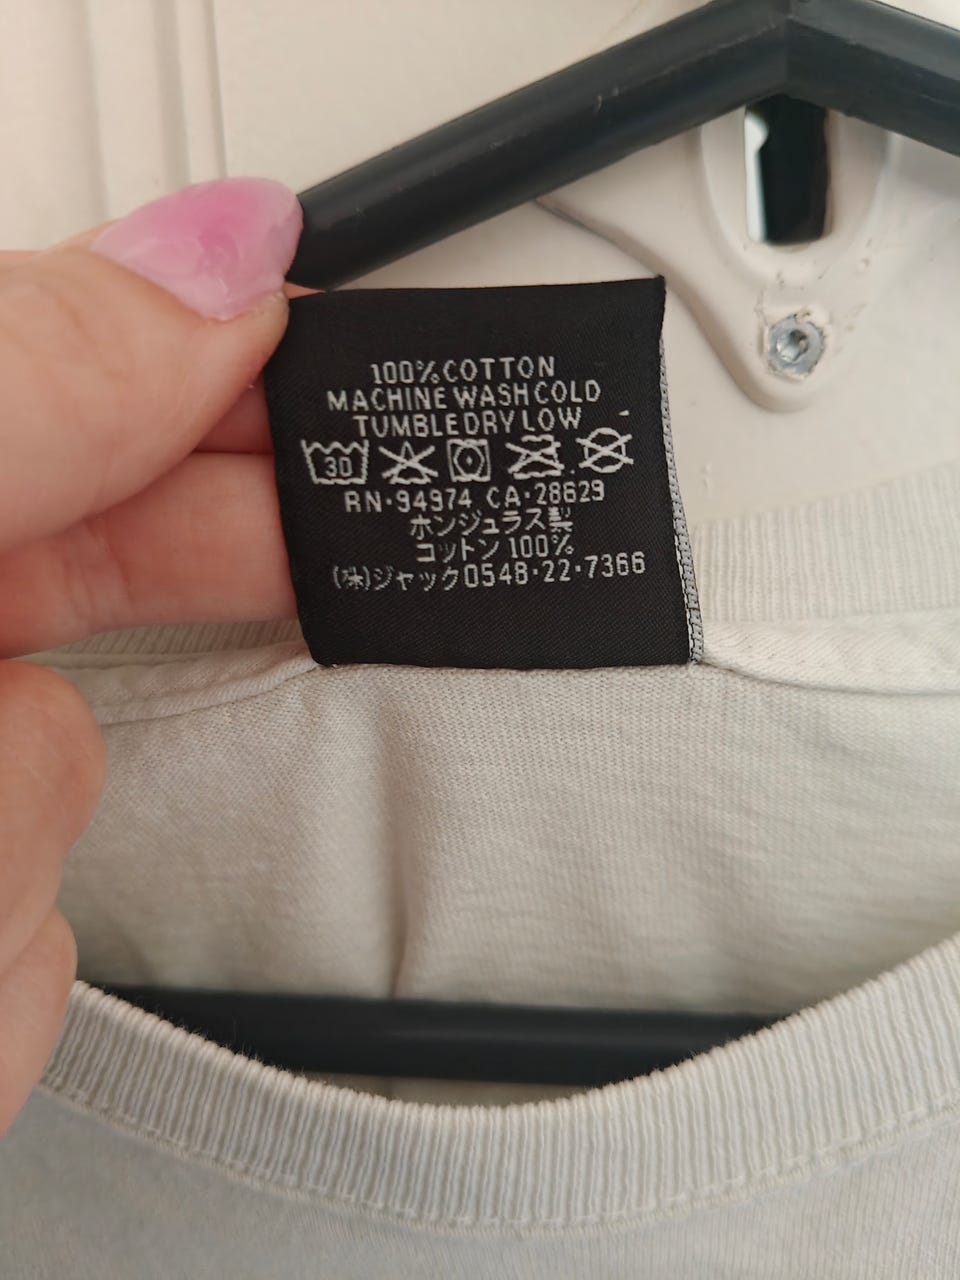 100% COTTON
MACHINE WASH COLD
TUMBLE DRY LOW
30
RN·94974 CA·28629
ホンジュラス製
コットン 100%
(株)ジャック0548·22·7366